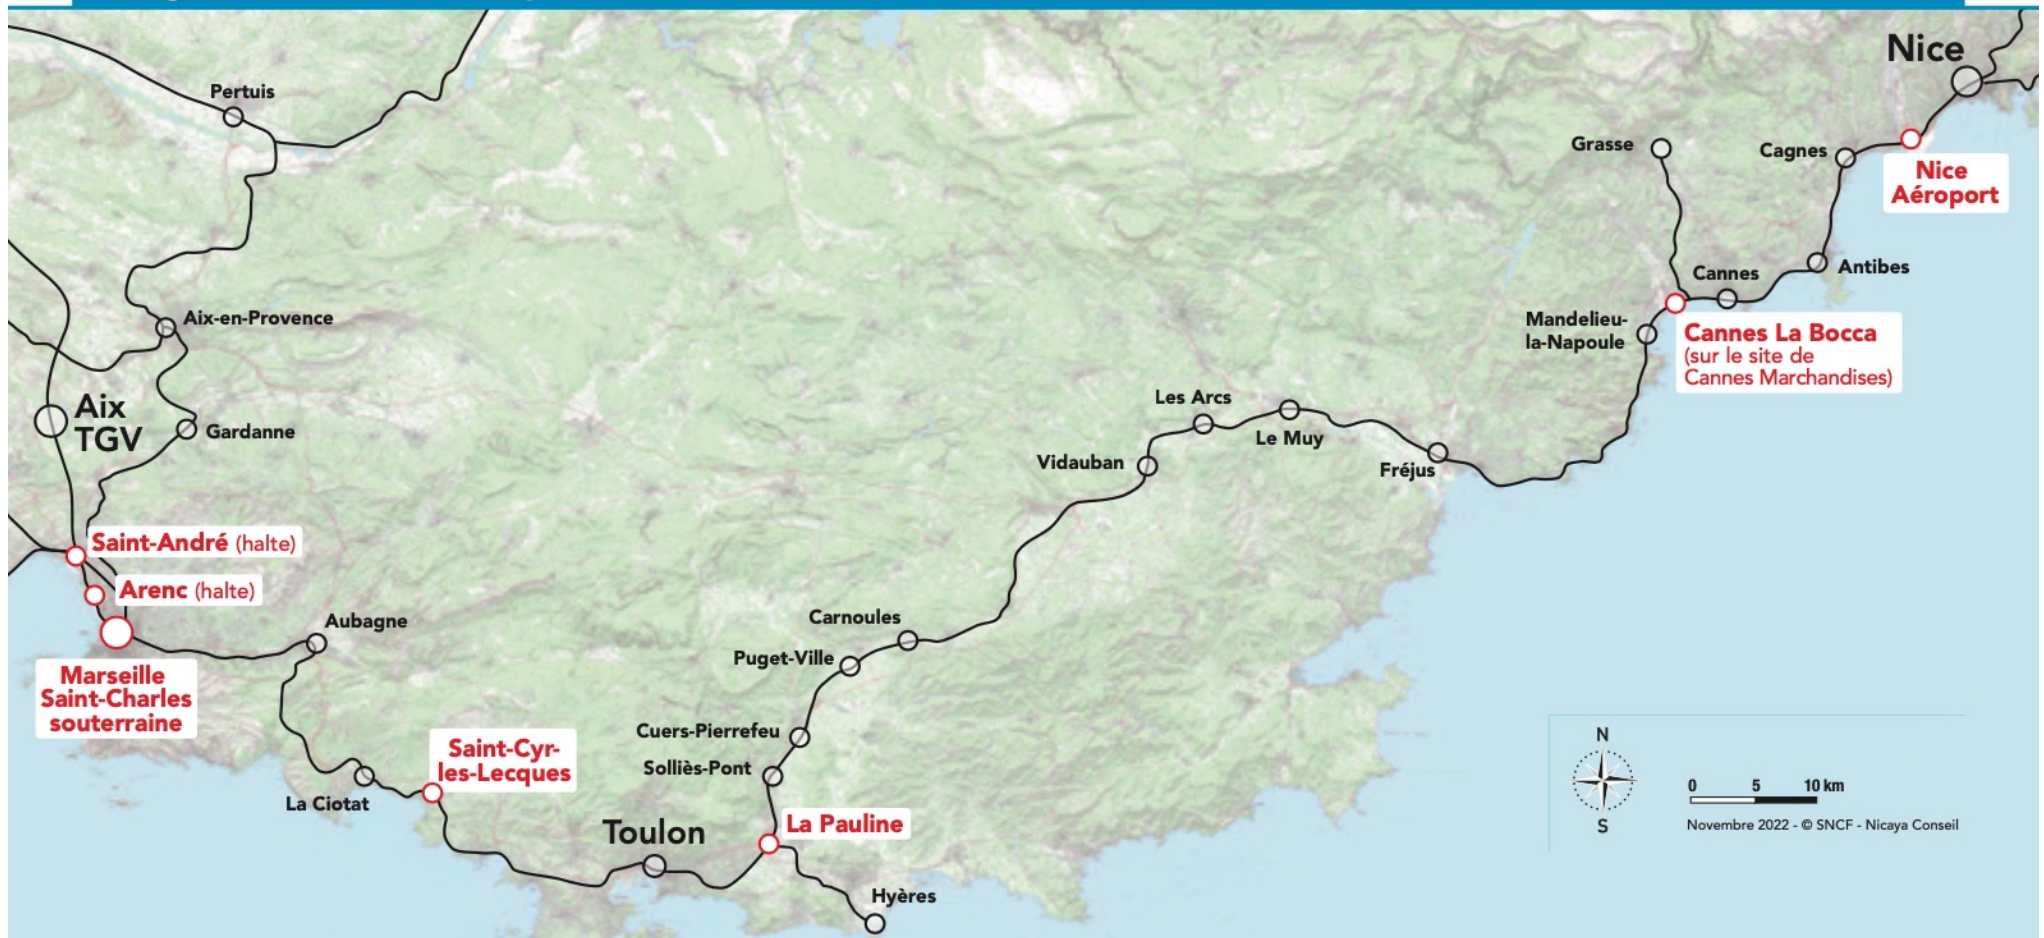 Nice
Pertuis
Grasse
Cagnes
Nice
Aéroport
Antibes
Cannes
Aix-en-Provence
Mandelieu-
la-Napoule
Cannes La Bocca
(sur le site de
Cannes Marchandises)
Aix
TGV
Gardanne
Les Arcs
Le Muy
Vidauban
Fréjus
Saint-André (halte)
Arenc (halte)
Aubagne
Carnoules
Puget-Ville
Marseille
Saint-Charles
souterraine
Cuers-Pierrefeu
Solliès-Pont
Saint-Cyr-
les-Lecques
La Ciotat
Toulon
La Pauline
Hyères
N
S
0 5 10 km
Novembre 2022 - © SNCF - Nicaya Conseil